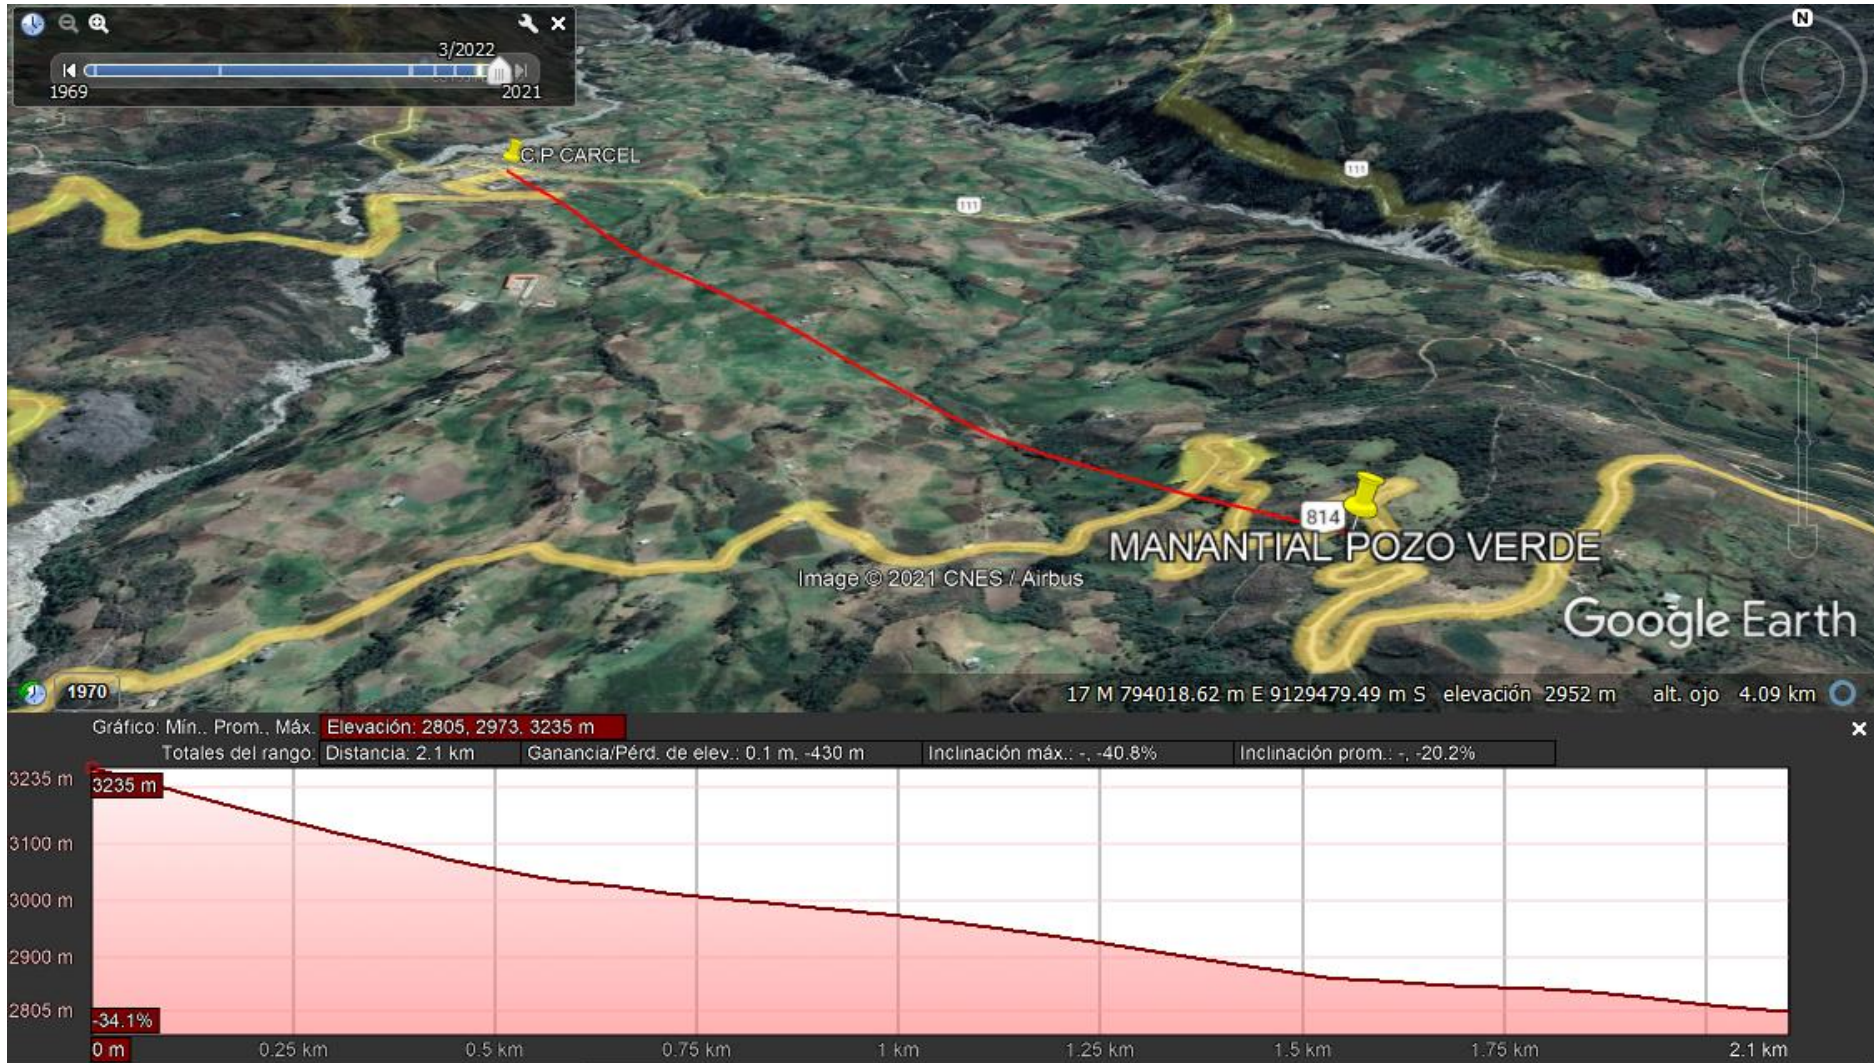 3/2022
1969
2021
N
C.P CARCEL
111
111
814
MANANTIAL POZO VERDE
Image © 2021 CNES / Airbus
Google Earth
1970
17 M 794018.62 m E 9129479.49 m S elevación 2952 m alt. ojo 4.09 km
Gráfico: Mín., Prom., Máx. Elevación: 2805, 2973, 3235 m
Totales del rango: Distancia: 2.1 km Ganancia/Pérd. de elev.: 0.1 m, -430 m Inclinación máx.: -, -40.8% Inclinación prom.: -, -20.2%
3235 m
3235 m
3100 m
3000 m
2900 m
2805 m
-34.1%
0 m 0.25 km 0.5 km 0.75 km 1 km 1.25 km 1.5 km 1.75 km 2.1 km